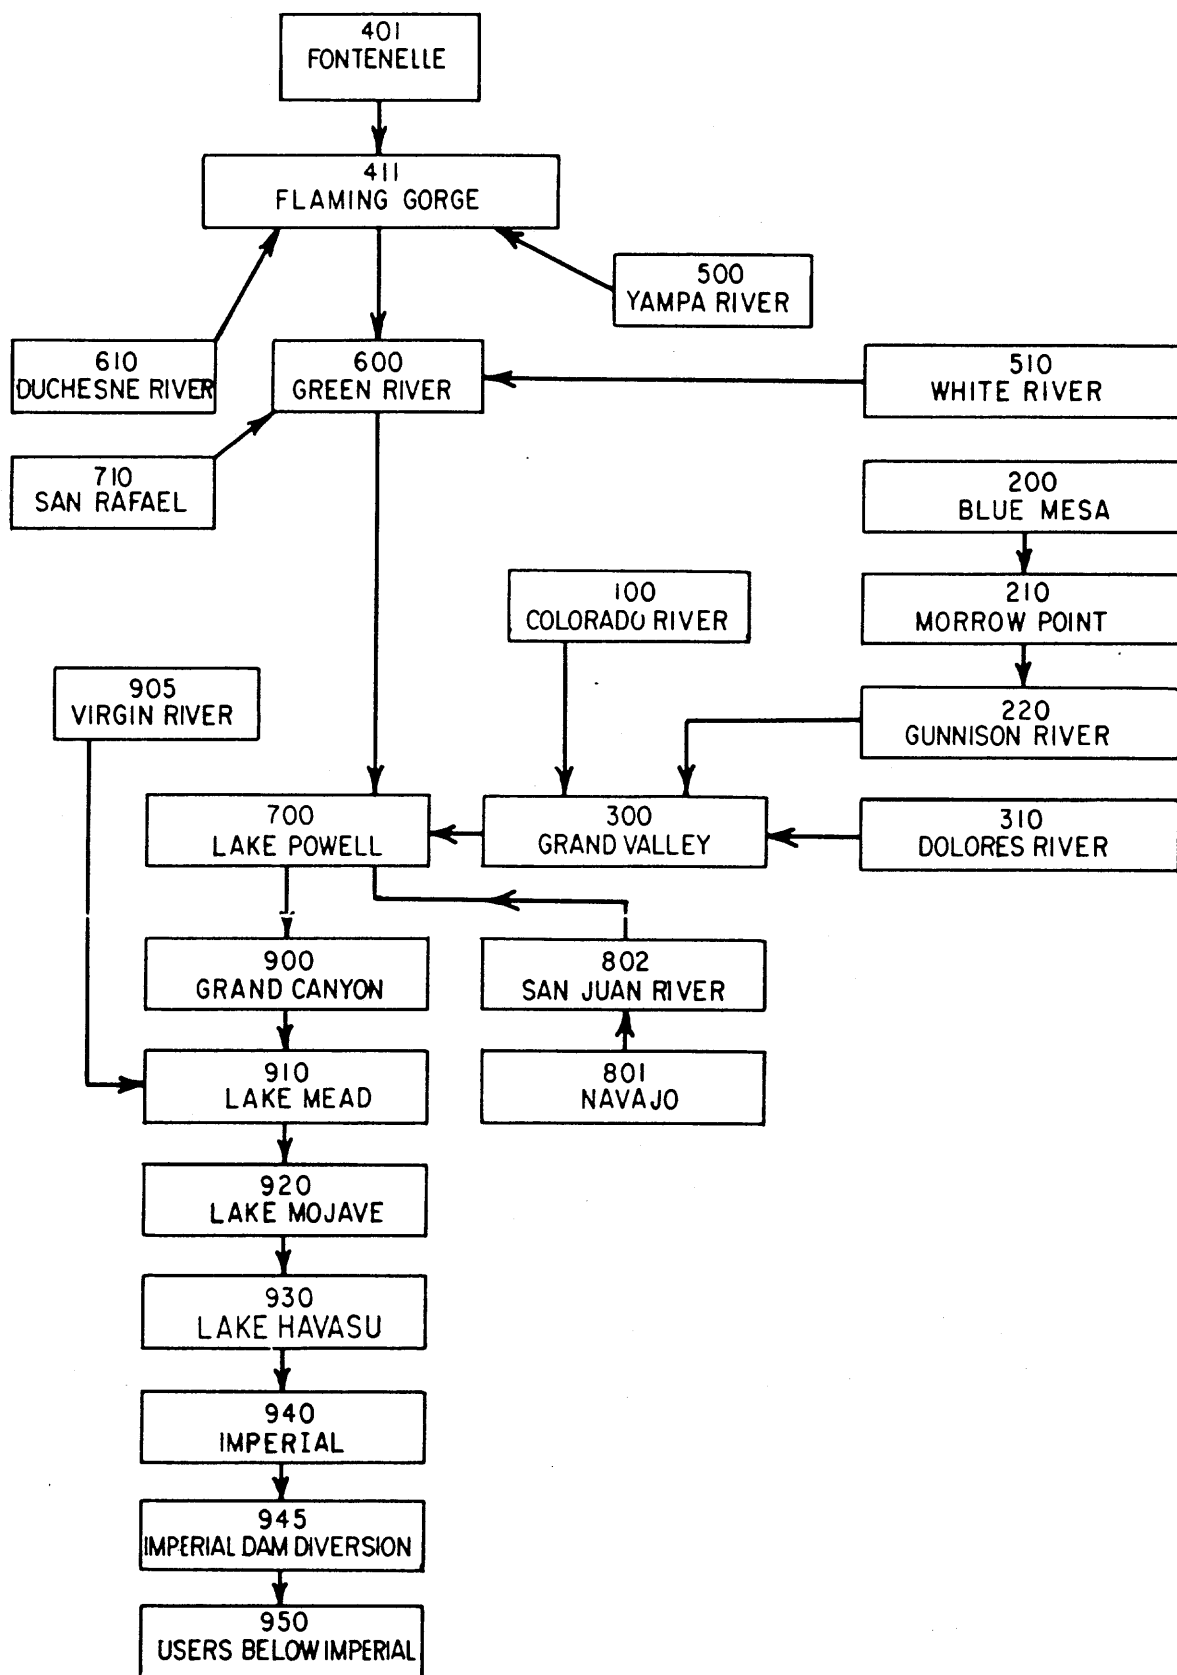 401
FONTENELLE
411
FLAMING GORGE
500
YAMPA RIVER
610
DUCHESNE RIVER
600
GREEN RIVER
510
WHITE RIVER
710
SAN RAFAEL
200
BLUE MESA
100
COLORADO RIVER
210
MORROW POINT
905
VIRGIN RIVER
220
GUNNISON RIVER
700
LAKE POWELL
300
GRAND VALLEY
310
DOLORES RIVER
900
GRAND CANYON
802
SAN JUAN RIVER
910
LAKE MEAD
801
NAVAJO
920
LAKE MOJAVE
930
LAKE HAVASU
940
IMPERIAL
945
IMPERIAL DAM DIVERSION
950
USERS BELOW IMPERIAL